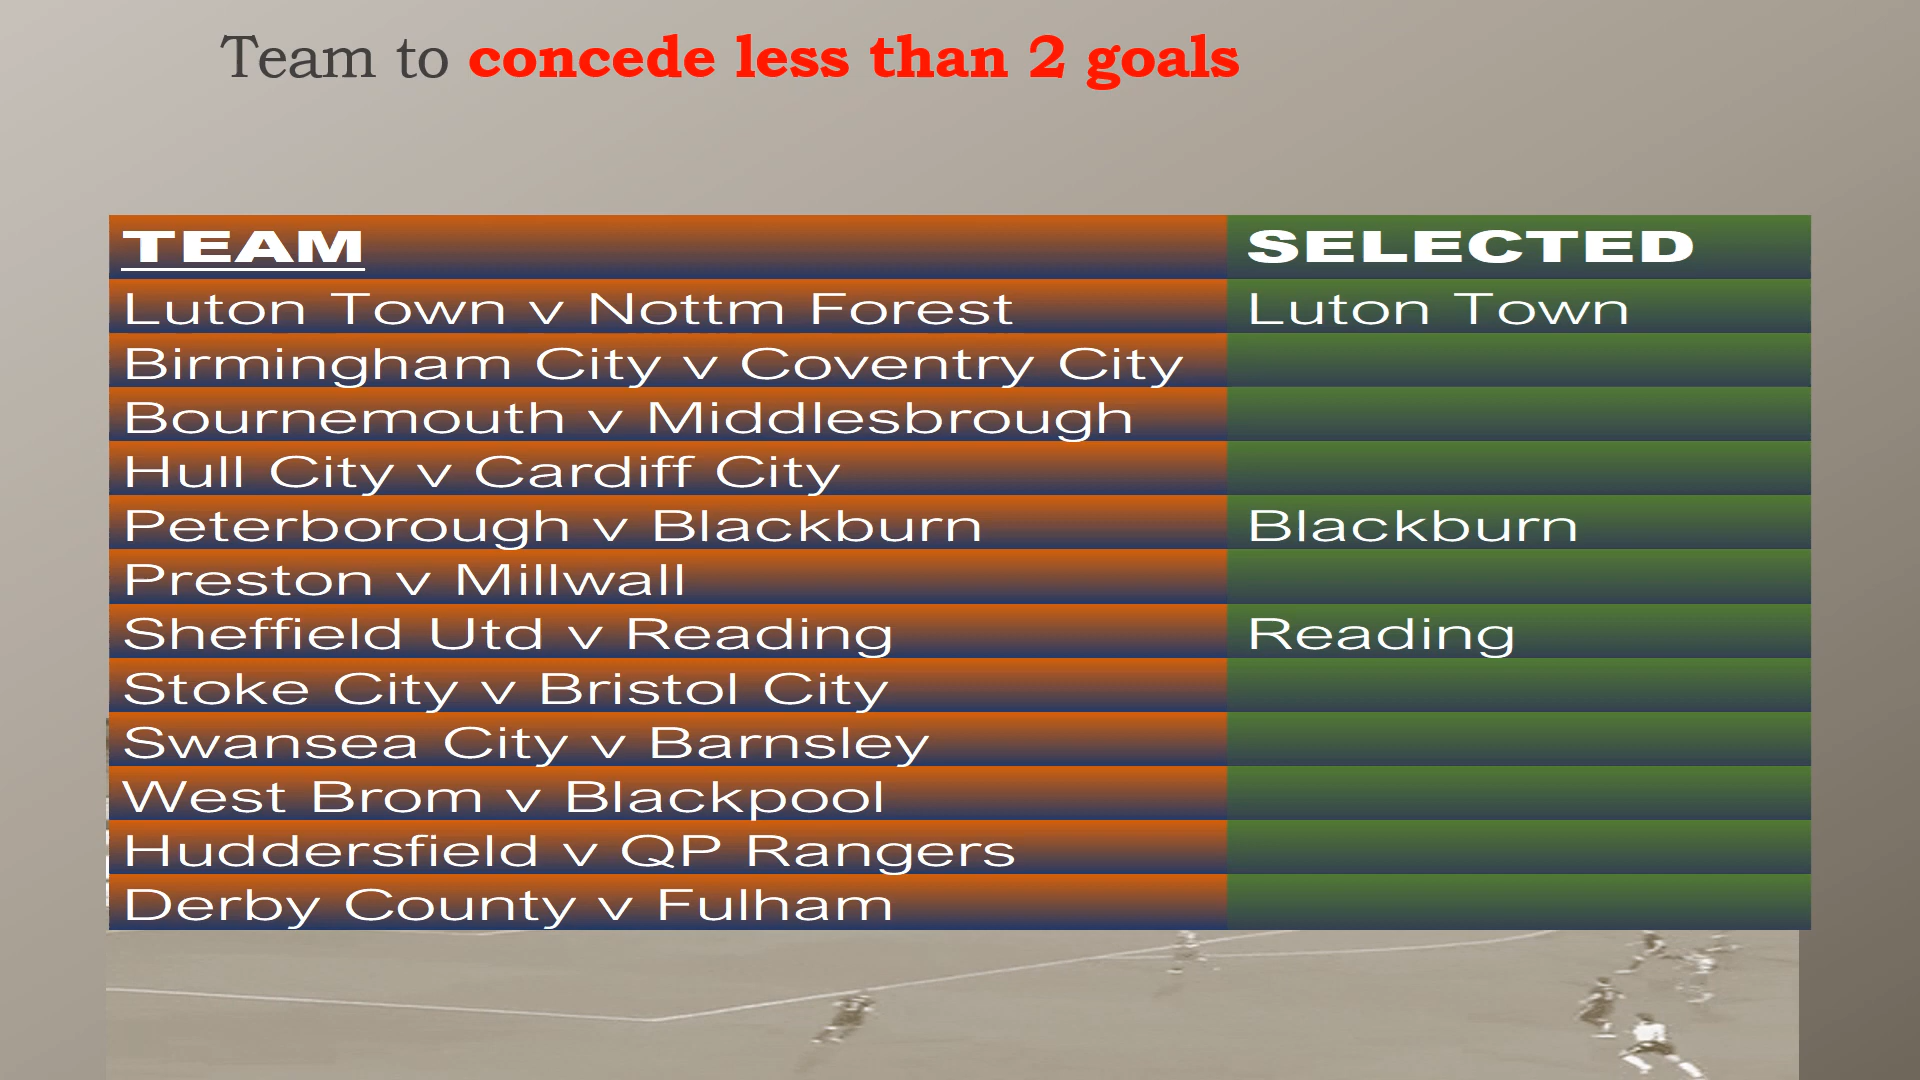 Team to concede less than 2 goals
TEAM SELECTED
Luton Town v Nottm Forest Luton Town
Birmingham City v Coventry City
Bournemouth v Middlesbrough
Hull City v Cardiff City
Peterborough v Blackburn Blackburn
Preston v Millwall
Sheffield Utd v Reading Reading
Stoke City v Bristol City
Swansea City v Barnsley
West Brom v Blackpool
Huddersfield v QP Rangers
Derby County v Fulham